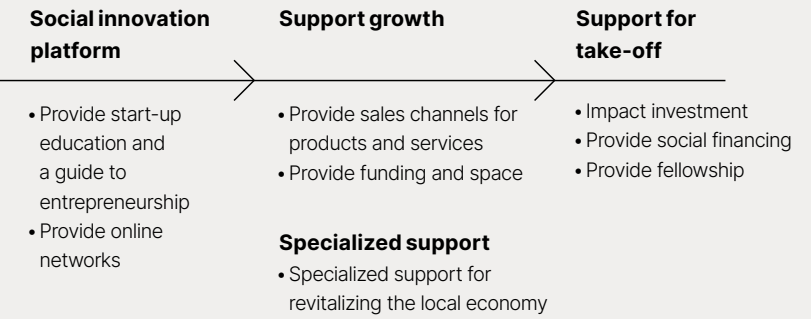 Social innovation
platform
• Provide start-up
education and
a guide to
entrepreneurship
• Provide online
networks
Support growth
• Provide sales channels for
products and services
• Provide funding and space
Specialized support
• Specialized support for
revitalizing the local economy
Support for
take-off
• Impact investment
• Provide social financing
• Provide fellowship